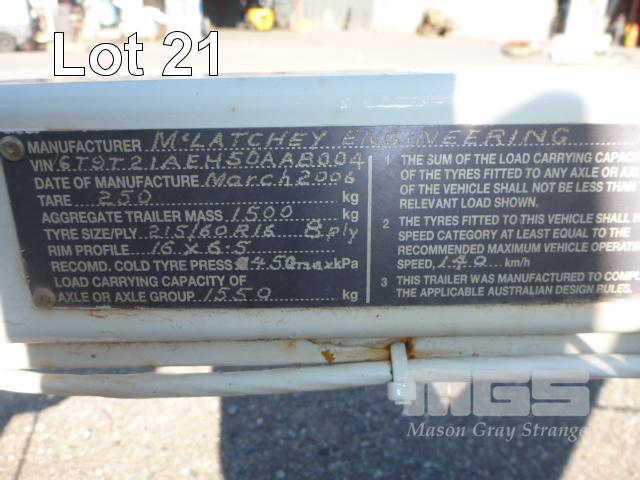 Lot 21
MANUFACTURER McLATCHEY ENGINEERING
VIN 6T9T21AEH5DAAB004
DATE OF MANUFACTURE March 2006
TARE 250 kg
AGGREGATE TRAILER MASS 1500 kg
TYRE SIZE/PLY 215/60R16 8 ply
RIM PROFILE 16 x 6.5
RECOMD. COLD TYRE PRESS 450 max kPa
LOAD CARRYING CAPACITY OF
AXLE OR AXLE GROUP 1550 kg
1 THE SUM OF THE LOAD CARRYING CAPAC
OF THE TYRES FITTED TO ANY AXLE OR AX
OF THE VEHICLE SHALL NOT BE LESS THAN
RELEVANT LOAD SHOWN.
2 THE TYRES FITTED TO THIS VEHICLE SHALL
SPEED CATEGORY AT LEAST EQUAL TO THE
RECOMMENDED MAXIMUM VEHICLE OPERAT
SPEED, 140 km/h
3 THIS TRAILER WAS MANUFACTURED TO COMPL
THE APPLICABLE AUSTRALIAN DESIGN RULES.
MGS
Mason Gray Strange